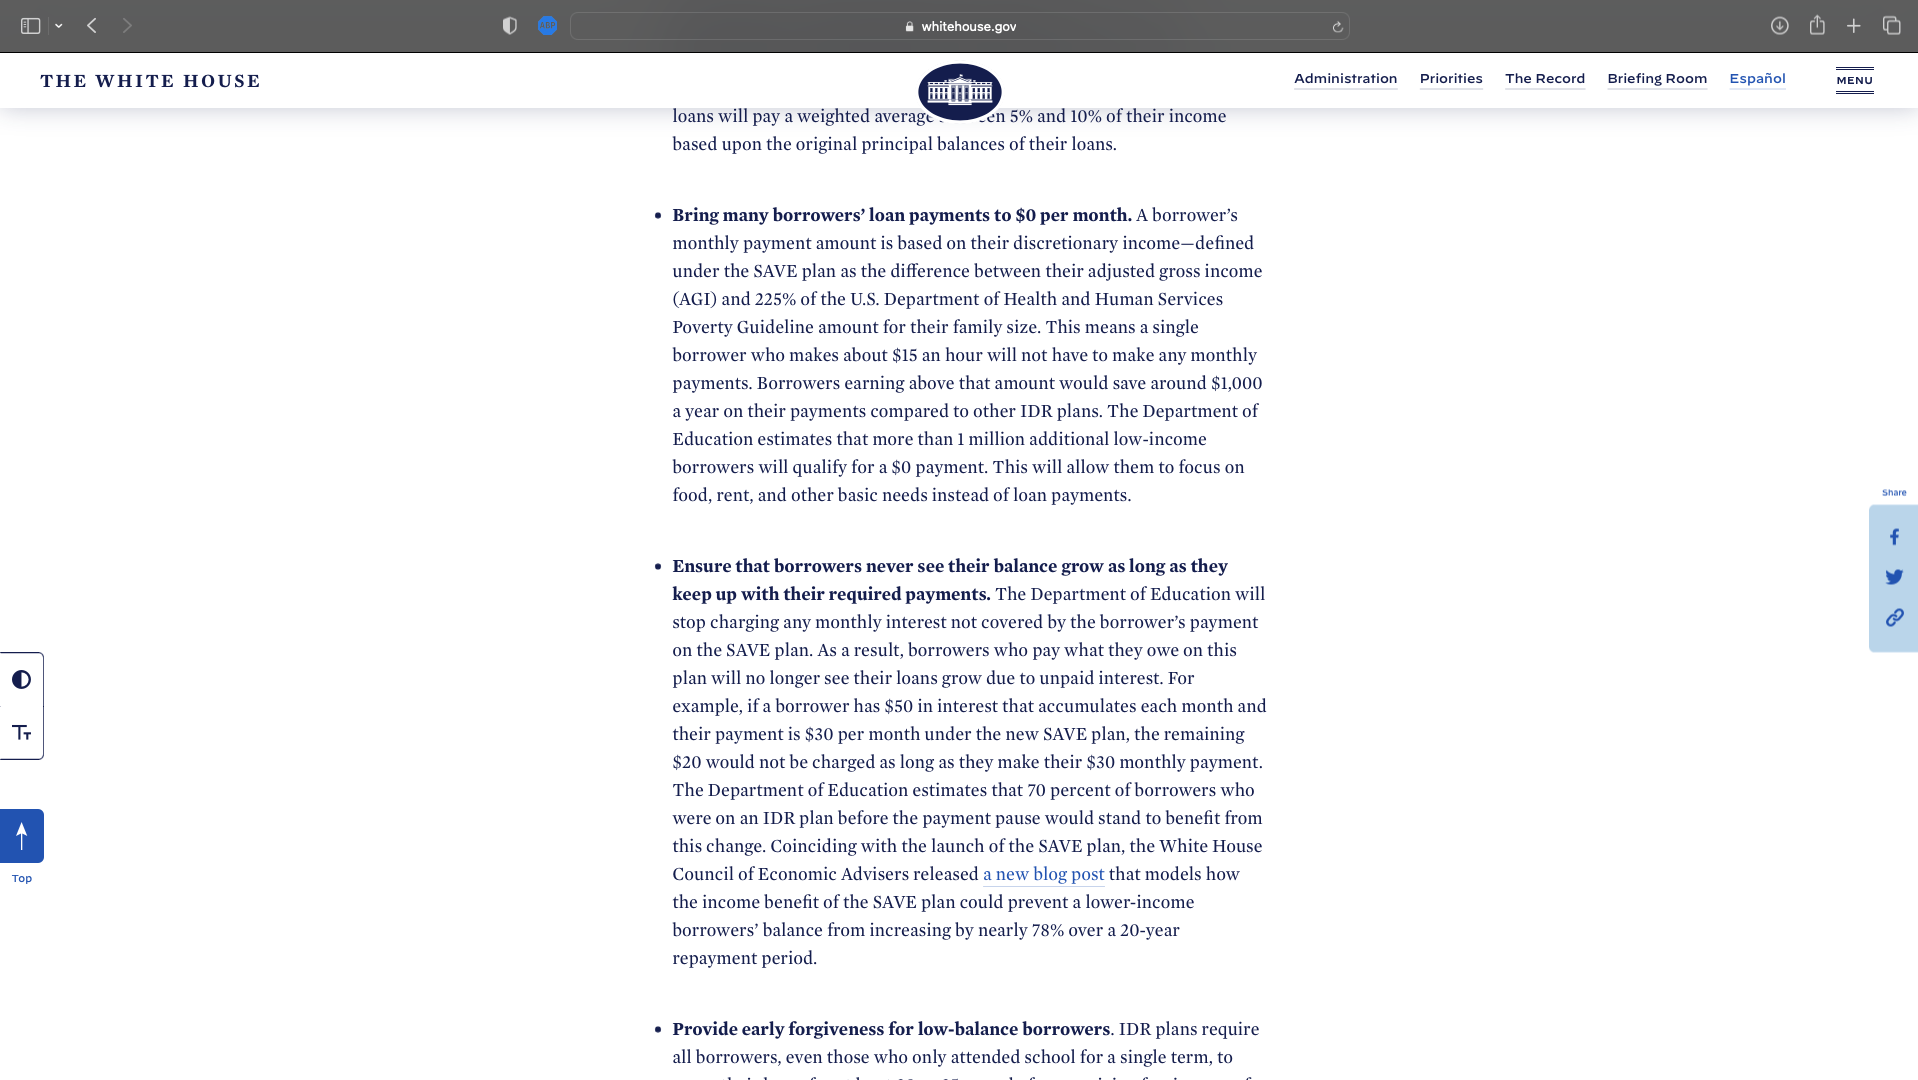 whitehouse.gov
THE WHITE HOUSE
Administration
Priorities
The Record
Briefing Room
Español
MENU
loans will pay a weighted average 5% and 10% of their income
based upon the original principal balances of their loans.
• Bring many borrowers’ loan payments to $0 per month. A borrower’s
monthly payment amount is based on their discretionary income—defined
under the SAVE plan as the difference between their adjusted gross income
(AGI) and 225% of the U.S. Department of Health and Human Services
Poverty Guideline amount for their family size. This means a single
borrower who makes about $15 an hour will not have to make any monthly
payments. Borrowers earning above that amount would save around $1,000
a year on their payments compared to other IDR plans. The Department of
Education estimates that more than 1 million additional low-income
borrowers will qualify for a $0 payment. This will allow them to focus on
food, rent, and other basic needs instead of loan payments.
• Ensure that borrowers never see their balance grow as long as they
keep up with their required payments. The Department of Education will
stop charging any monthly interest not covered by the borrower’s payment
on the SAVE plan. As a result, borrowers who pay what they owe on this
plan will no longer see their loans grow due to unpaid interest. For
example, if a borrower has $50 in interest that accumulates each month and
their payment is $30 per month under the new SAVE plan, the remaining
$20 would not be charged as long as they make their $30 monthly payment.
The Department of Education estimates that 70 percent of borrowers who
were on an IDR plan before the payment pause would stand to benefit from
this change. Coinciding with the launch of the SAVE plan, the White House
Council of Economic Advisers released a new blog post that models how
the income benefit of the SAVE plan could prevent a lower-income
borrowers’ balance from increasing by nearly 78% over a 20-year
repayment period.
• Provide early forgiveness for low-balance borrowers. IDR plans require
all borrowers, even those who only attended school for a single term, to
Share
Tт
Top